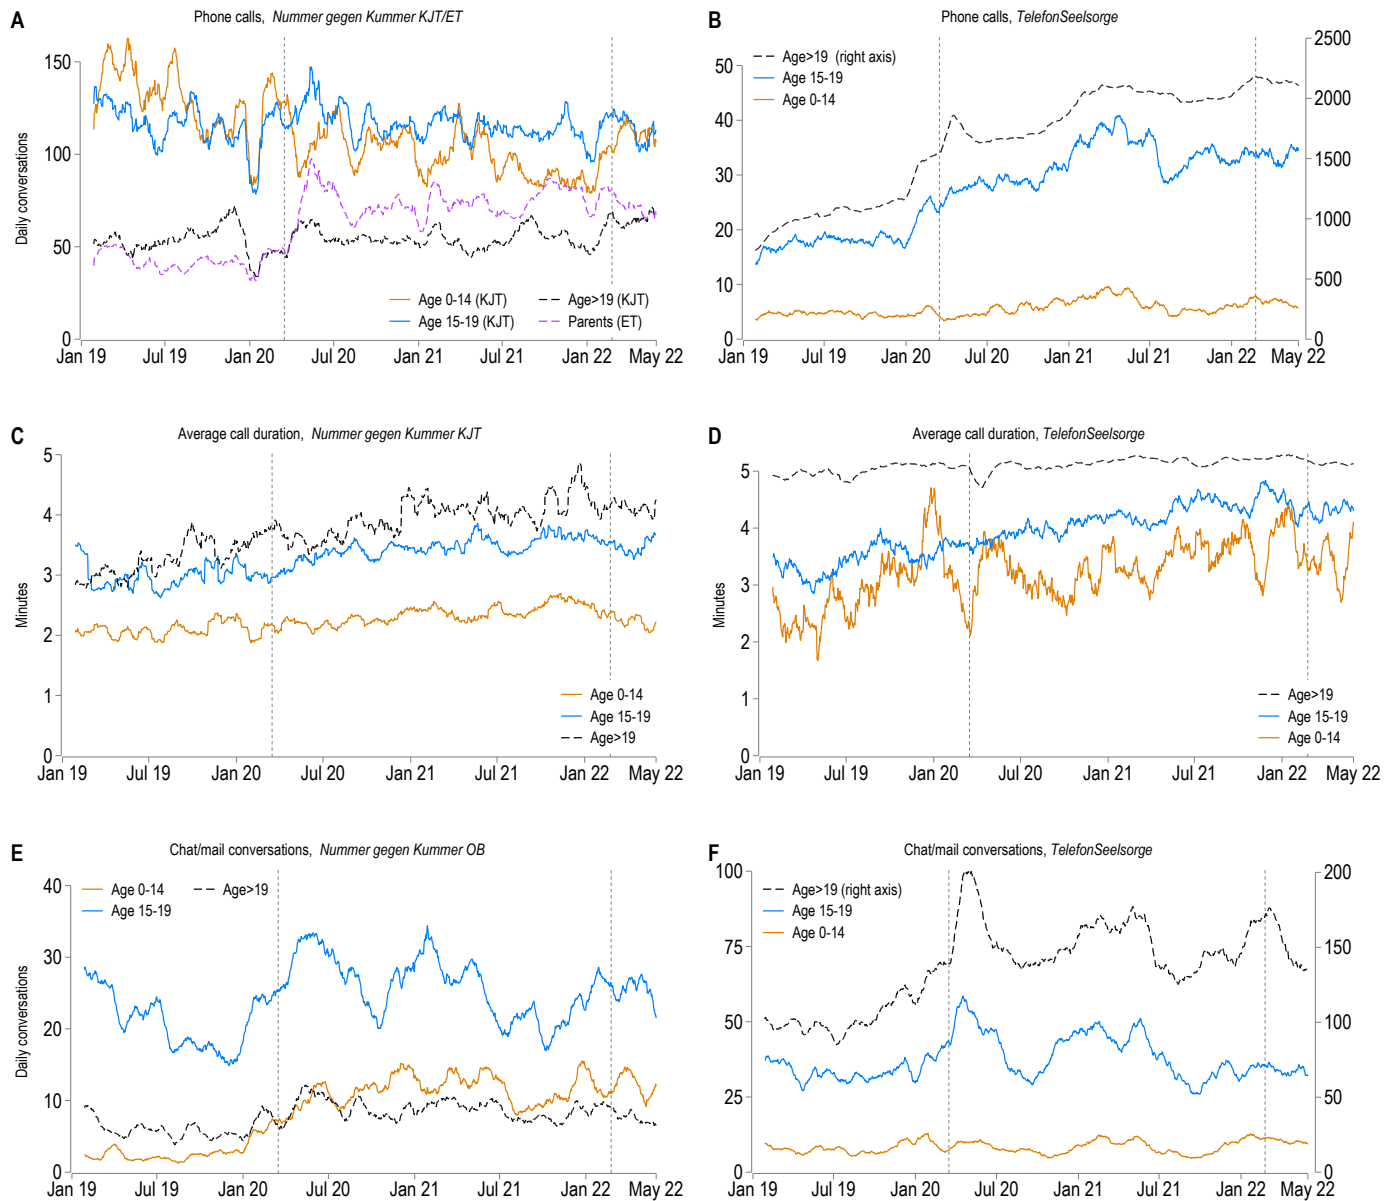 A
Phone calls, Nummer gegen Kummer KJT/ET
Daily conversations
150
100
50
0
Age 0-14 (KJT)
Age 15-19 (KJT)
Age>19 (KJT)
Parents (ET)
Jan 19
Jul 19
Jan 20
Jul 20
Jan 21
Jul 21
Jan 22
May 22
B
Phone calls, TelefonSeelsorge
Age>19 (right axis)
Age 15-19
Age 0-14
50
40
30
20
10
0
2500
2000
1500
1000
500
0
Jan 19
Jul 19
Jan 20
Jul 20
Jan 21
Jul 21
Jan 22
May 22
C
Average call duration, Nummer gegen Kummer KJT
Minutes
5
4
3
2
1
0
Age 0-14
Age 15-19
Age>19
Jan 19
Jul 19
Jan 20
Jul 20
Jan 21
Jul 21
Jan 22
May 22
D
Average call duration, TelefonSeelsorge
Minutes
5
4
3
2
1
0
Age>19
Age 15-19
Age 0-14
Jan 19
Jul 19
Jan 20
Jul 20
Jan 21
Jul 21
Jan 22
May 22
E
Chat/mail conversations, Nummer gegen Kummer OB
Daily conversations
Age 0-14
Age 15-19
Age>19
40
30
20
10
0
Jan 19
Jul 19
Jan 20
Jul 20
Jan 21
Jul 21
Jan 22
May 22
F
Chat/mail conversations, TelefonSeelsorge
Age>19 (right axis)
Age 15-19
Age 0-14
100
75
50
25
0
200
150
100
50
0
Jan 19
Jul 19
Jan 20
Jul 20
Jan 21
Jul 21
Jan 22
May 22